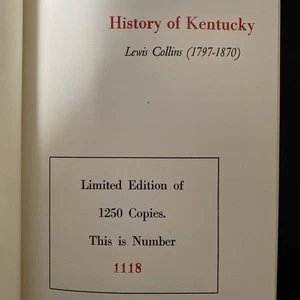 History of Kentucky
Lewis Collins (1797-1870)
Limited Edition of
1250 Copies.
This is Number
1118